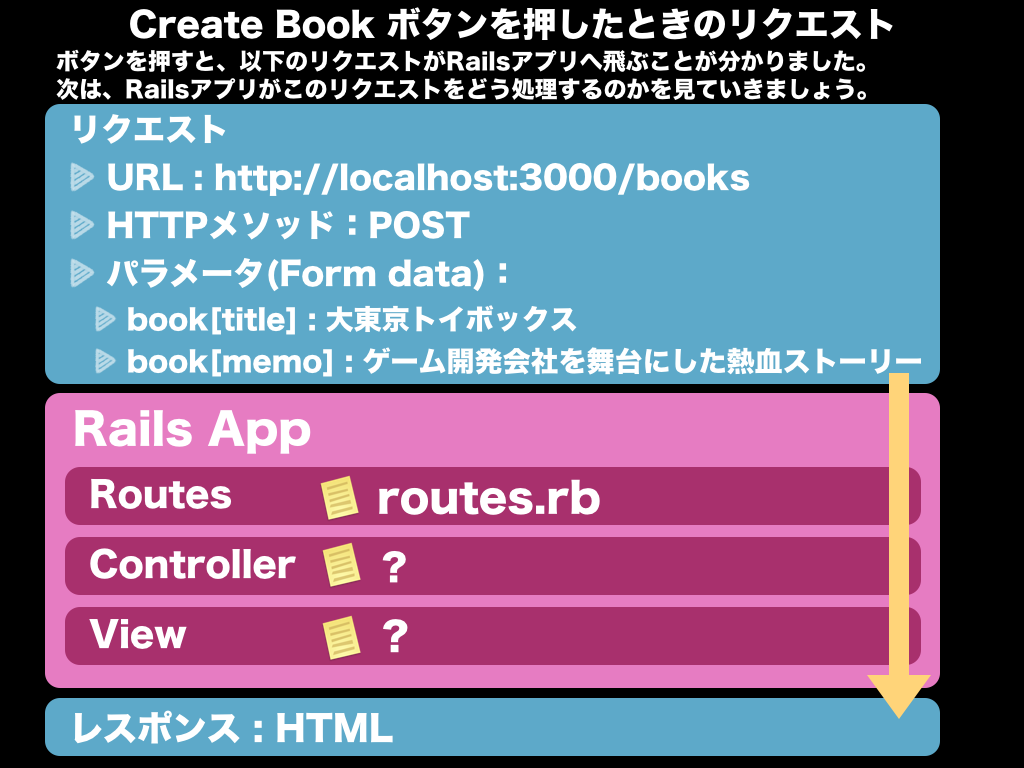 Create Book ボタンを押したときのリクエスト
ボタンを押すと、以下のリクエストがRailsアプリへ飛ぶことが分かりました。
次は、Railsアプリがこのリクエストをどう処理するのかを見ていきましょう。
リクエスト
URL : http://localhost:3000/books
HTTPメソッド：POST
パラメータ(Form data)：
book[title] : 大東京トイボックス
book[memo] : ゲーム開発会社を舞台にした熱血ストーリー
Rails App
Routes routes.rb
Controller ?
View ?
レスポンス : HTML